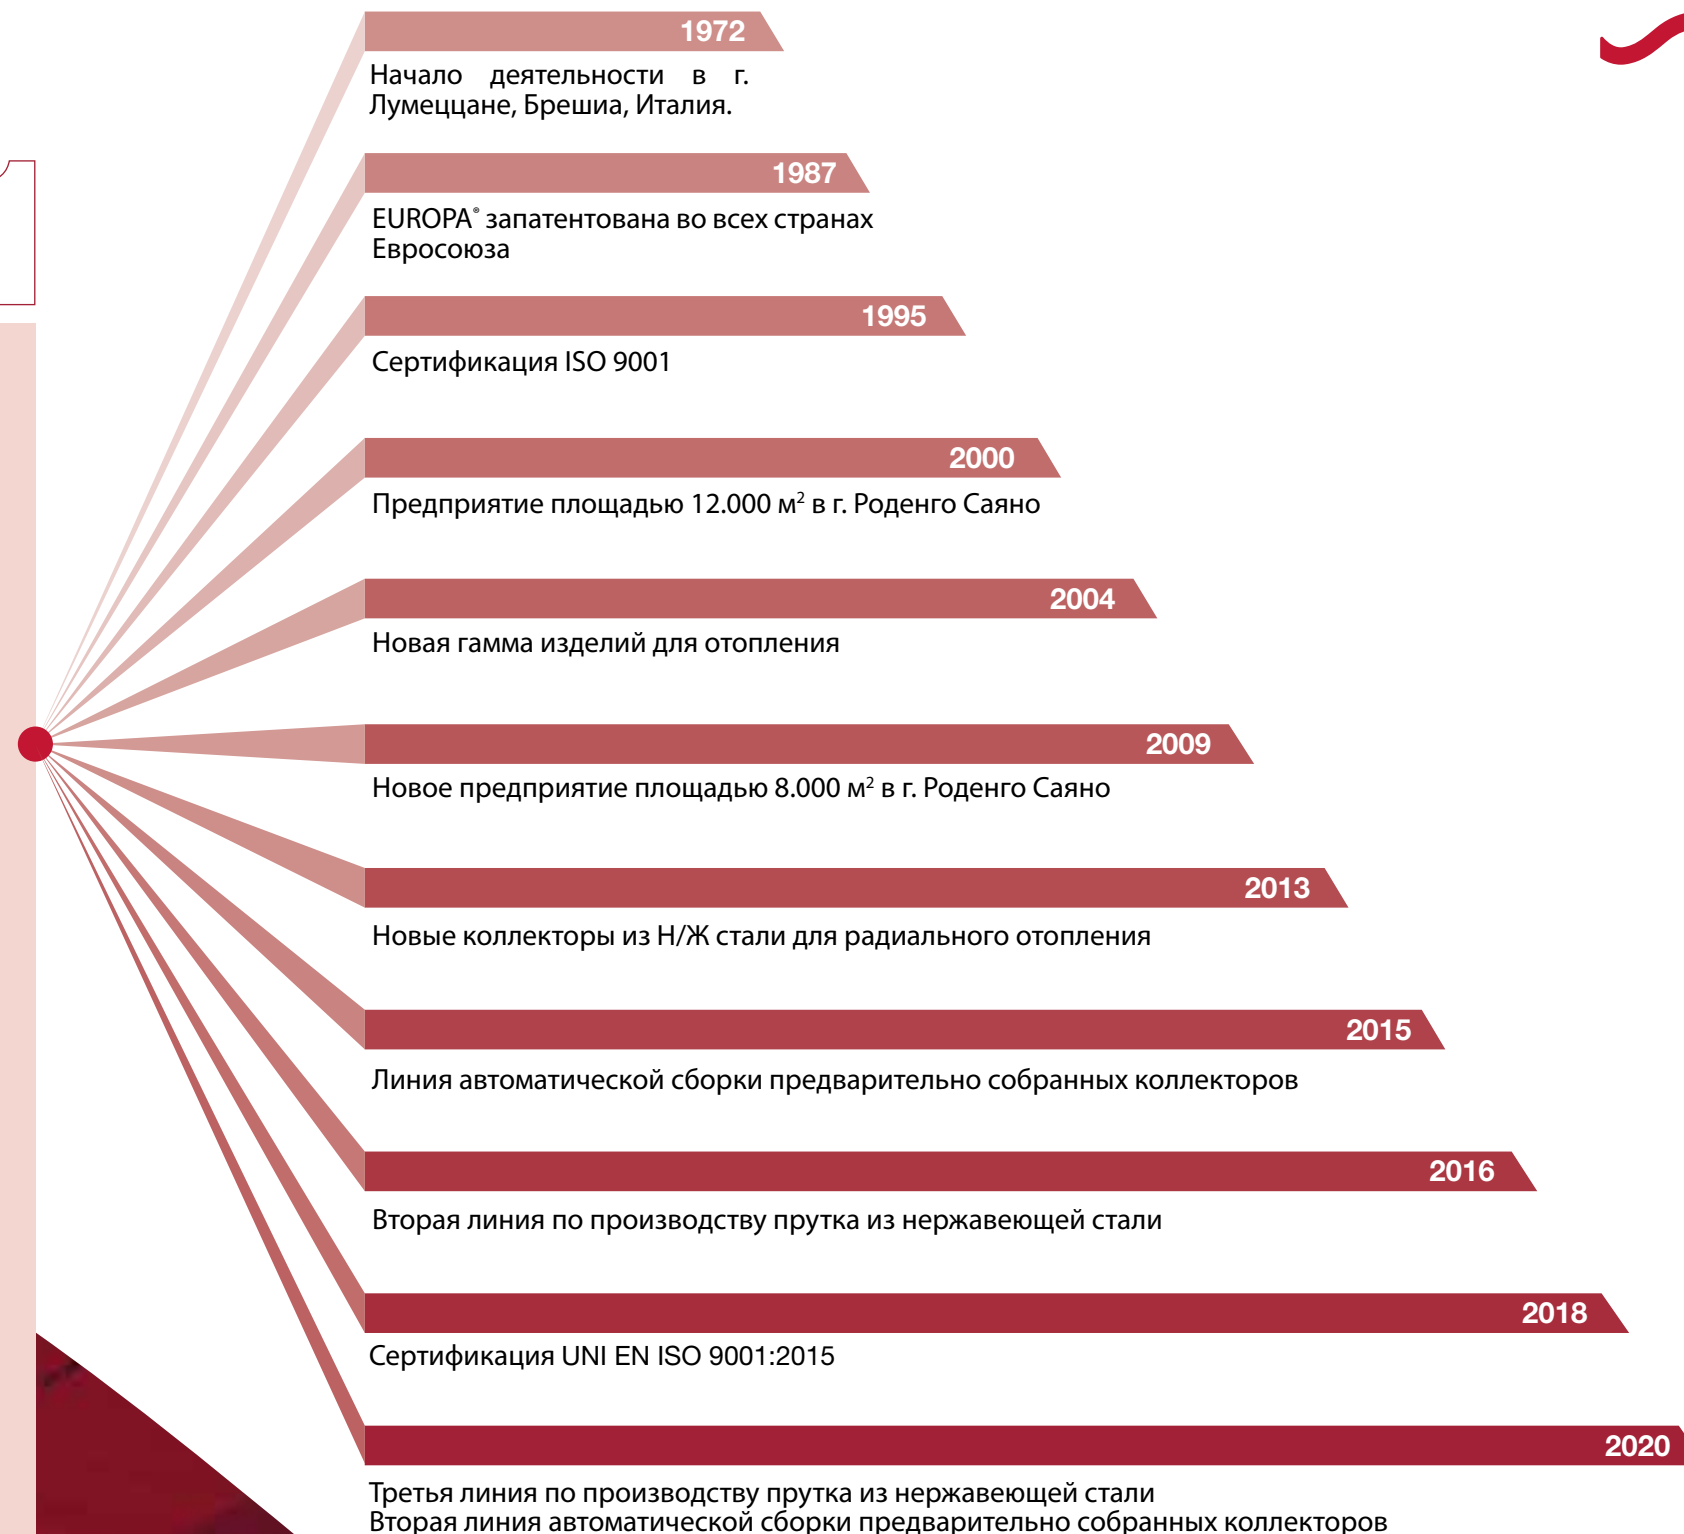 1972
Начало деятельности в г.
Лумеццане, Брешиа, Италия.
1987
EUROPA® запатентована во всех странах
Евросоюза
1995
Сертификация ISO 9001
2000
Предприятие площадью 12.000 м² в г. Роденго Саяно
2004
Новая гамма изделий для отопления
2009
Новое предприятие площадью 8.000 м² в г. Роденго Саяно
2013
Новые коллекторы из Н/Ж стали для радиального отопления
2015
Линия автоматической сборки предварительно собранных коллекторов
2016
Вторая линия по производству прутка из нержавеющей стали
2018
Сертификация UNI EN ISO 9001:2015
2020
Третья линия по производству прутка из нержавеющей стали
Вторая линия автоматической сборки предварительно собранных коллекторов